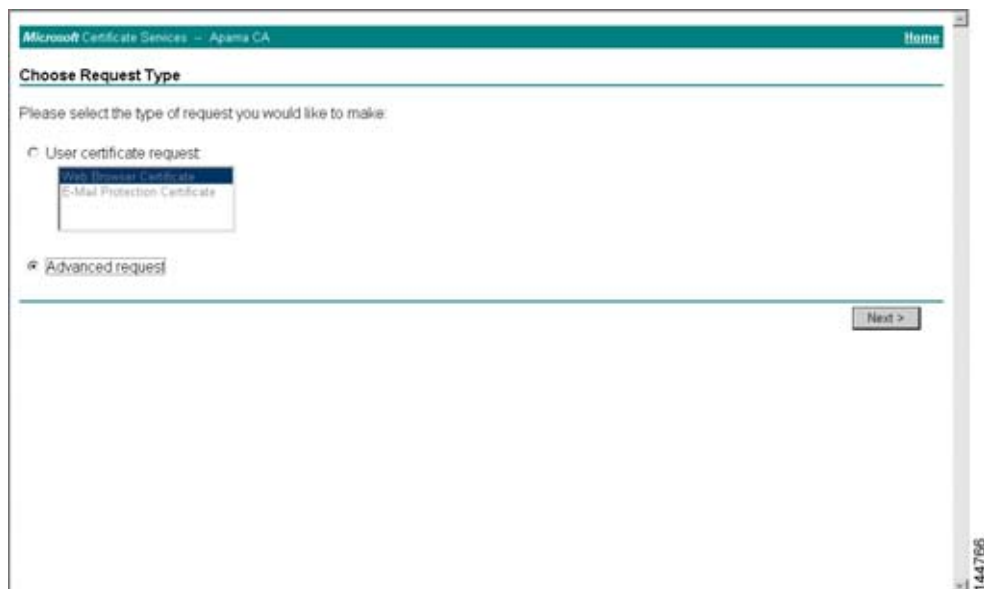 Microsoft Certificate Services -- Aparna CA Home
Choose Request Type
Please select the type of request you would like to make:
User certificate request:
Web Browser Certificate
E-Mail Protection Certificate
Advanced request
Next >
144766